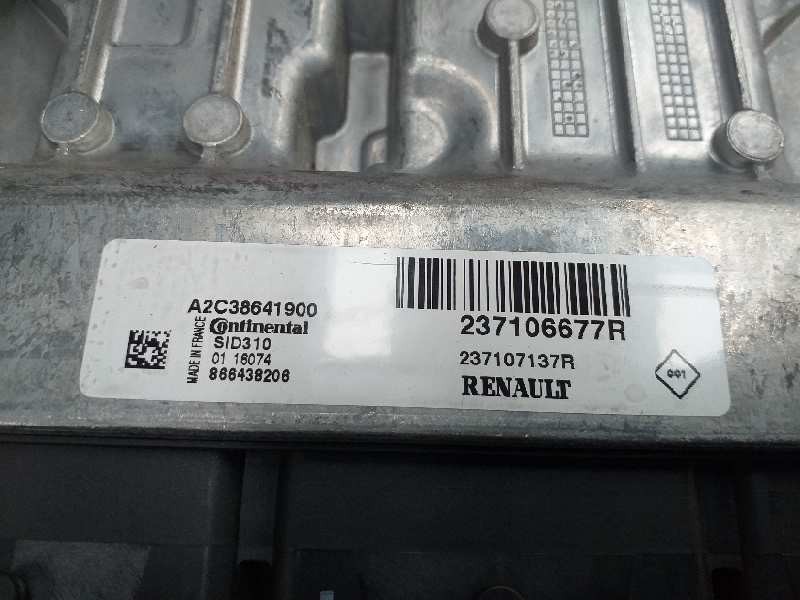 A2C38641900
Continental
SID310
01 16074
866438206
MADE IN FRANCE
237106677R
237107137R
RENAULT
001